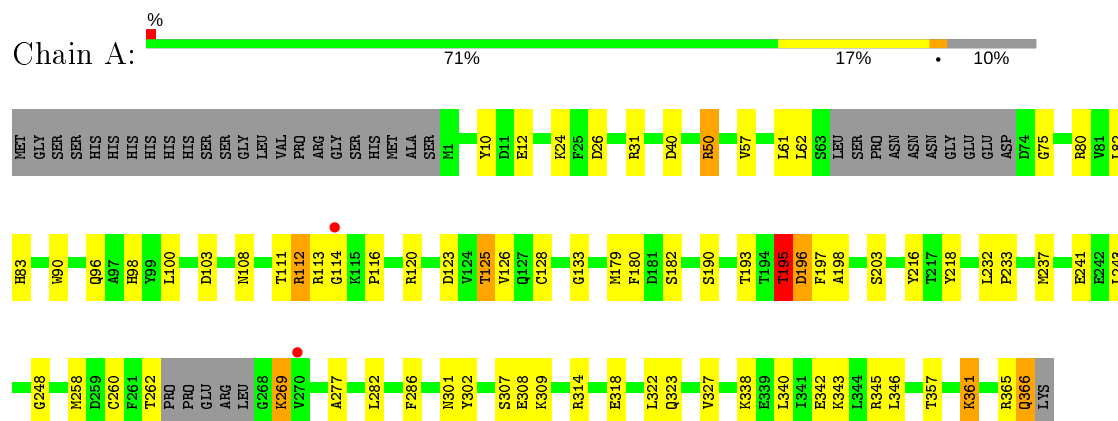 %
Chain A:
71% 17% • 10%
MET GLY SER SER HIS HIS HIS HIS HIS HIS SER SER GLY LEU VAL PRO ARG GLY SER HIS MET ALA SER M1 Y10 D11 E12 K24 F25 D26 R31 D40 R50 V57 L61 L62 S63 LEU SER PRO ASN ASN ASN GLY GLU GLU ASP D74 G75 R80 V81 L82
H83 W90 Q96 A97 H98 Y99 L100 D103 N108 T111 R112 R113 G114 K115 P116 R120 D123 V124 T125 V126 Q127 C128 G133 M179 F180 D181 S182 S190 T193 T194 T195 D196 F197 A198 S203 Y216 T217 Y218 L232 P233 M237 E241 E242 L243
G248 M258 D259 C260 F261 T262 PRO PRO GLU ARG LEU G268 K269 V270 A277 L282 F286 N301 Y302 S307 E308 K309 R314 E318 L322 Q323 V327 K338 E339 L340 I341 E342 K343 L344 R345 L346 T357 K361 R365 Q366 LYS